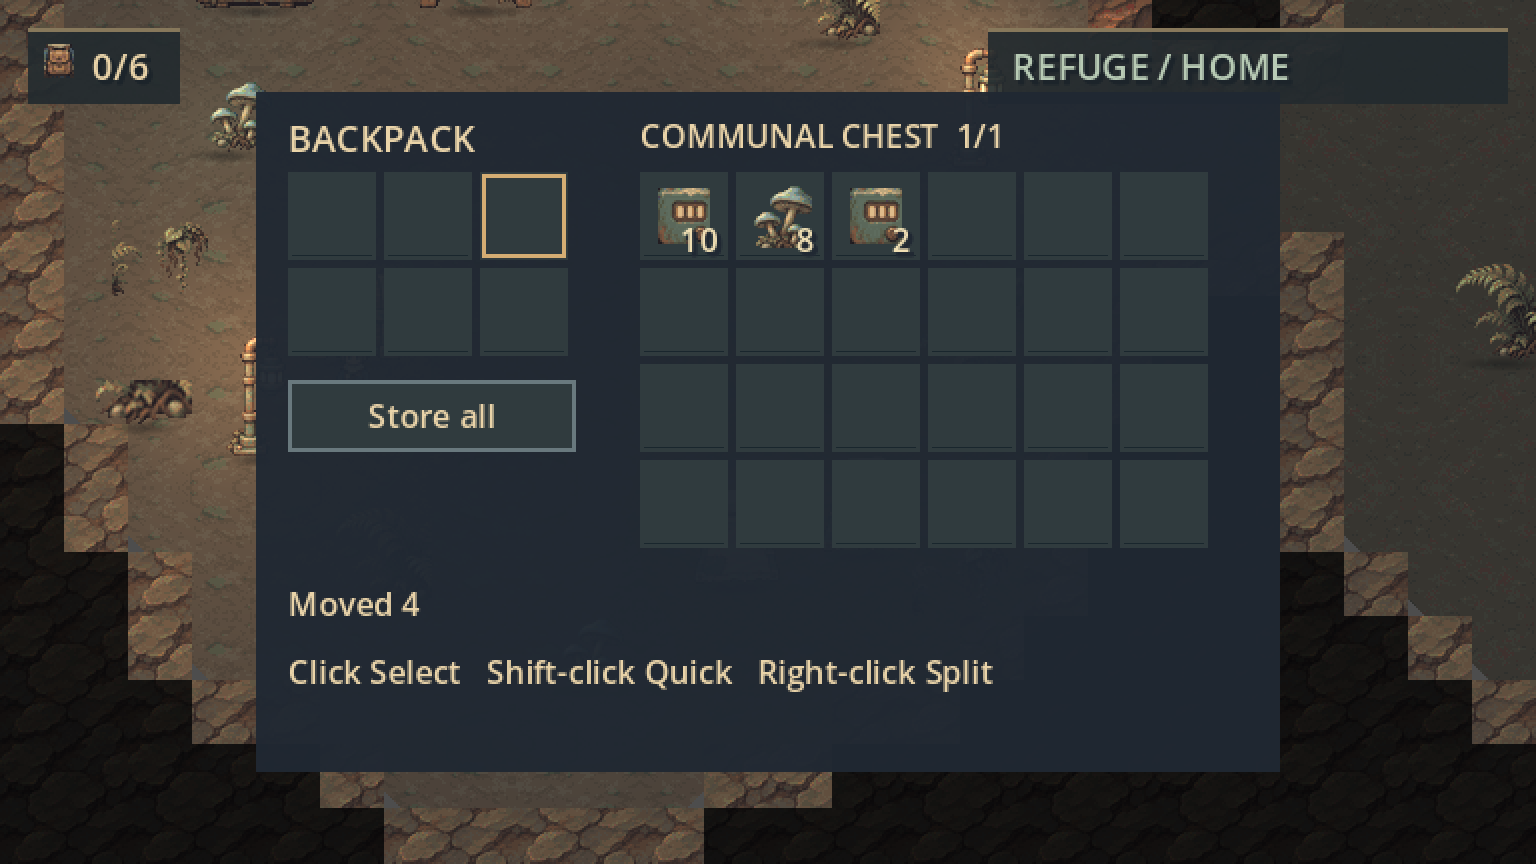 0/6
REFUGE / HOME
BACKPACK
COMMUNAL CHEST 1/1
10
8
2
Store all
Moved 4
Click Select Shift-click Quick Right-click Split